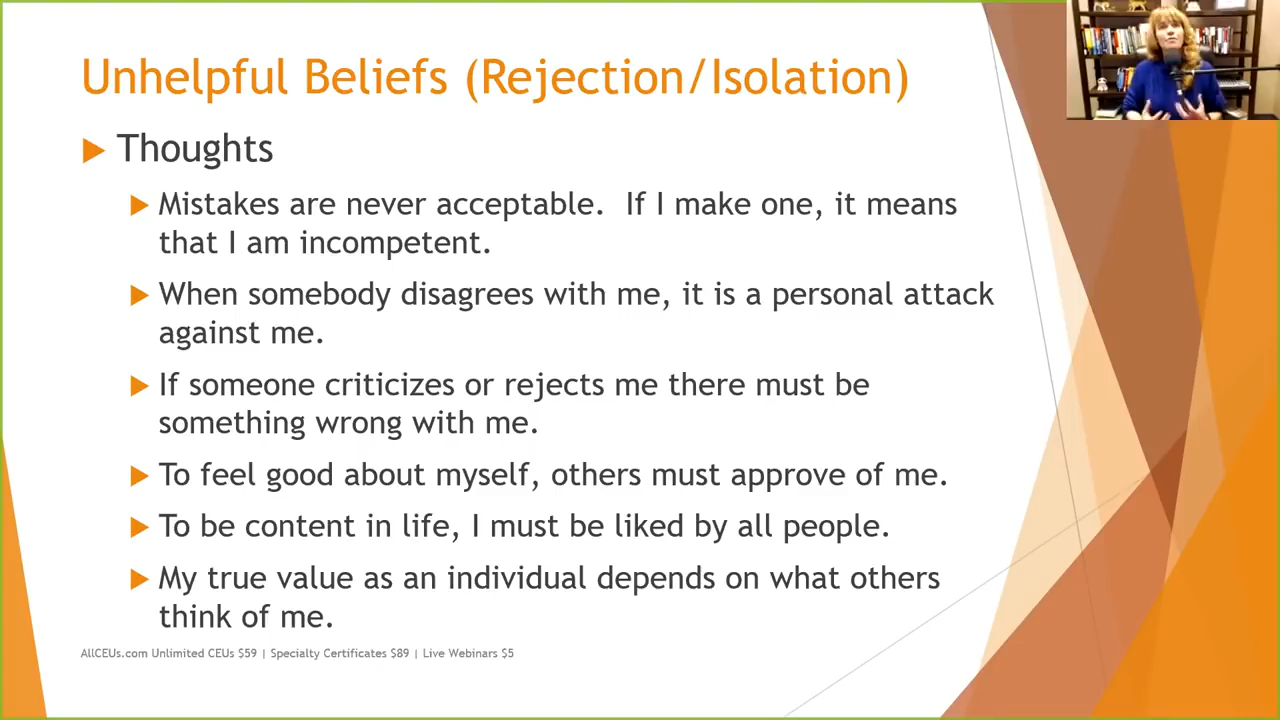 Unhelpful Beliefs (Rejection/Isolation)
Thoughts
Mistakes are never acceptable.  If I make one, it means
that I am incompetent.
When somebody disagrees with me, it is a personal attack
against me.
If someone criticizes or rejects me there must be
something wrong with me.
To feel good about myself, others must approve of me.
To be content in life, I must be liked by all people.
My true value as an individual depends on what others
think of me.
AllCEUs.com Unlimited CEUs $59 | Specialty Certificates $89 | Live Webinars $5